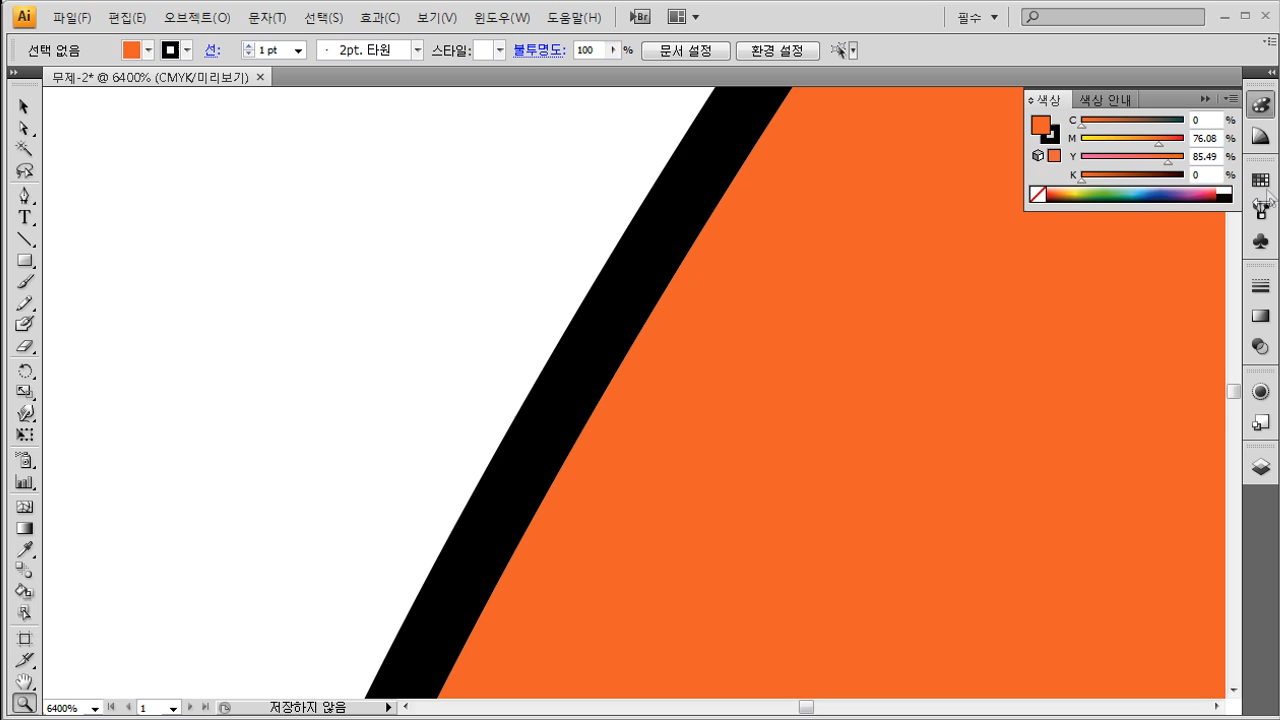 Ai 파일(F) 편집(E) 오브젝트(O) 문자(T) 선택(S) 효과(C) 보기(V) 윈도우(W) 도움말(H) Br 필수
선택 없음 선: 1 pt 2pt. 타원 스타일: 불투명도: 100 % 문서 설정 환경 설정
무제-2* @ 6400% (CMYK/미리보기)
색상 색상 안내
C 0 %
M 76.08 %
Y 85.49 %
K 0 %
6400% 1 저장하지 않음